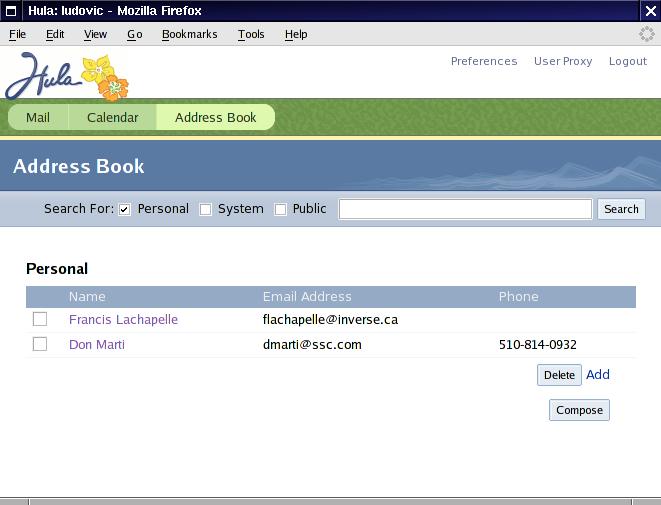 Hula: ludovic - Mozilla Firefox
File Edit View Go Bookmarks Tools Help
Hula
Preferences User Proxy Logout
Mail Calendar Address Book
Address Book
Search For: Personal System Public Search
Personal
Name Email Address Phone
Francis Lachapelle flachapelle@inverse.ca
Don Marti dmarti@ssc.com 510-814-0932
Delete Add
Compose